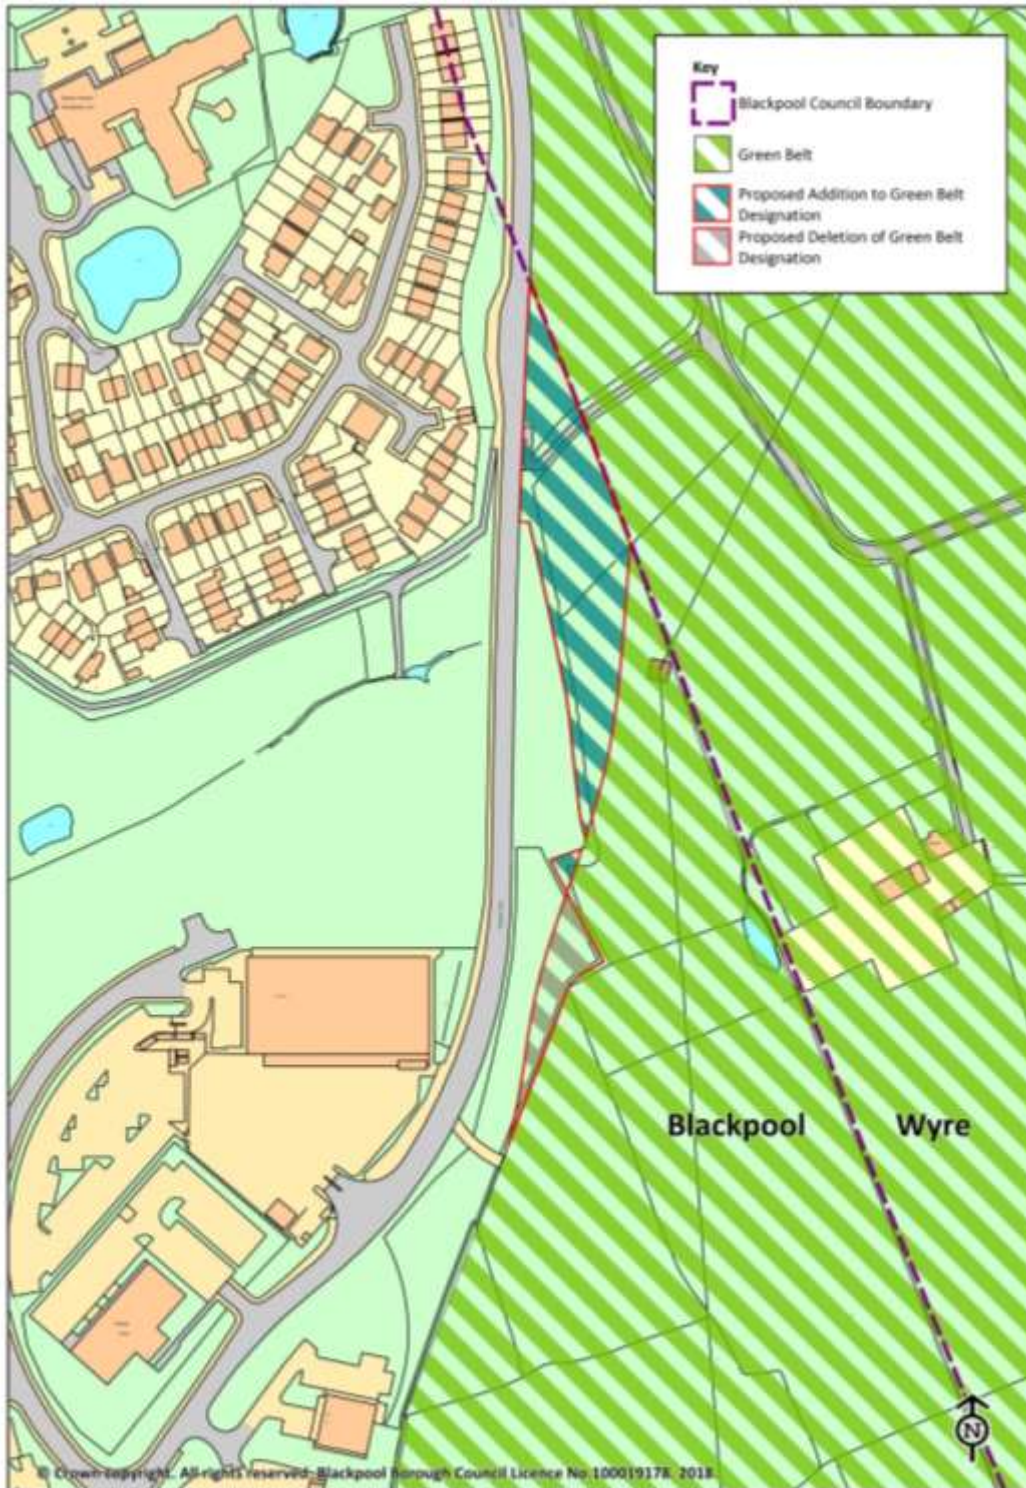 Key
Blackpool Council Boundary
Green Belt
Proposed Addition to Green Belt
Designation
Proposed Deletion of Green Belt
Designation
Blackpool
Wyre
N
© Crown copyright. All rights reserved. Blackpool Borough Council Licence No 100019178. 2018.